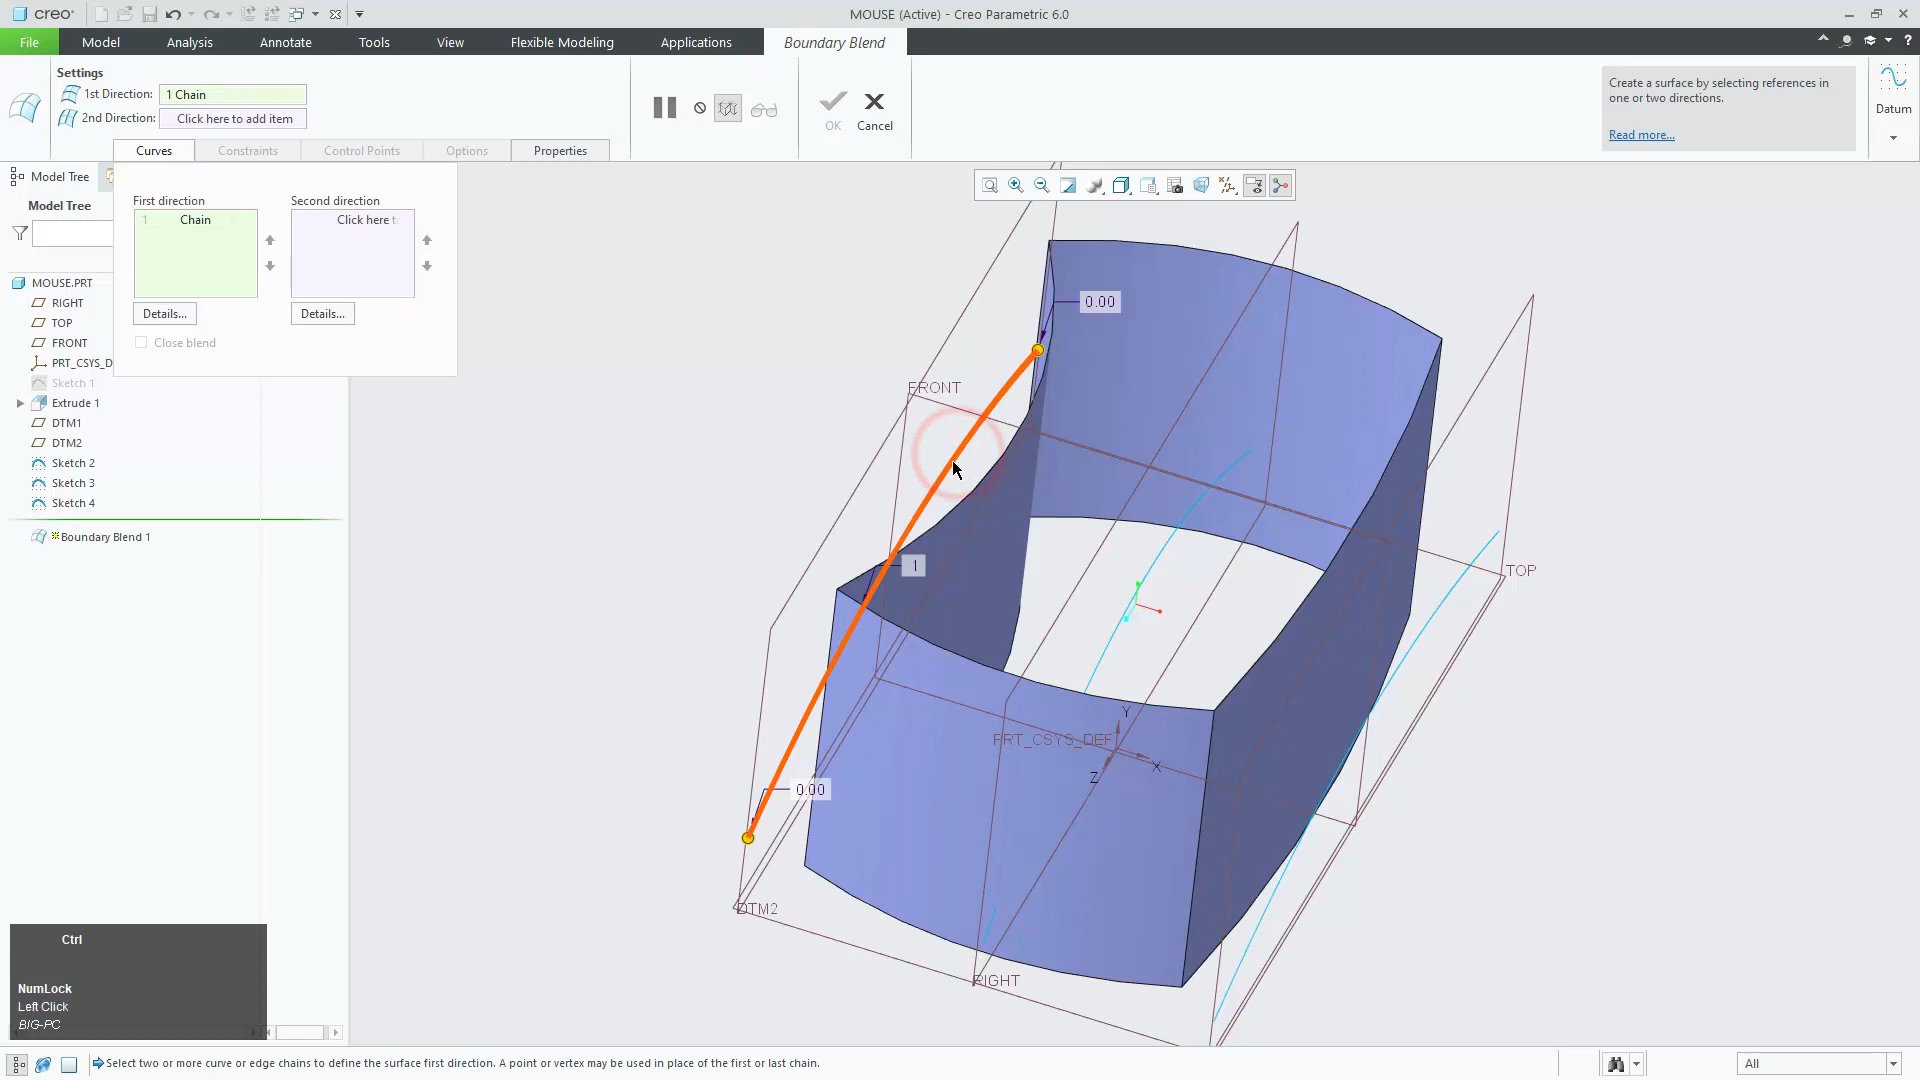 creo
MOUSE (Active) - Creo Parametric 6.0
File
Model
Analysis
Annotate
Tools
View
Flexible Modeling
Applications
Boundary Blend
?
Settings
1st Direction:
1 Chain
2nd Direction:
Click here to add item
OK
Cancel
Create a surface by selecting references in
one or two directions.
Read more...
Datum
Curves
Constraints
Control Points
Options
Properties
Model Tree
Model Tree
First direction
Second direction
1 Chain
Click here t
Details...
Details...
Close blend
MOUSE.PRT
RIGHT
TOP
FRONT
PRT_CSYS_D
Sketch 1
Extrude 1
DTM1
DTM2
Sketch 2
Sketch 3
Sketch 4
Boundary Blend 1
0.00
FRONT
1
TOP
Y
PRT_CSYS_DEF
X
Z
0.00
DTM2
RIGHT
Ctrl
NumLock
Left Click
BIG-PC
Select two or more curve or edge chains to define the surface first direction. A point or vertex may be used in place of the first or last chain.
All